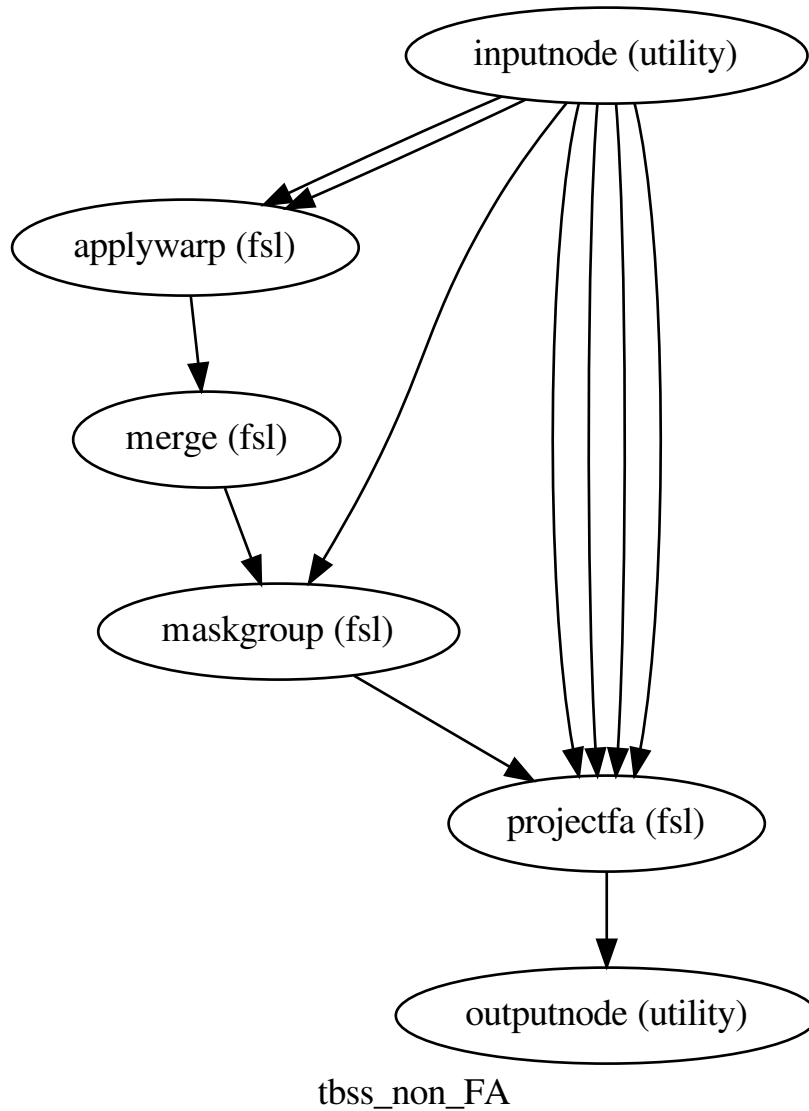 inputnode (utility)
applywarp (fsl)
merge (fsl)
maskgroup (fsl)
projectfa (fsl)
outputnode (utility)
tbss_non_FA